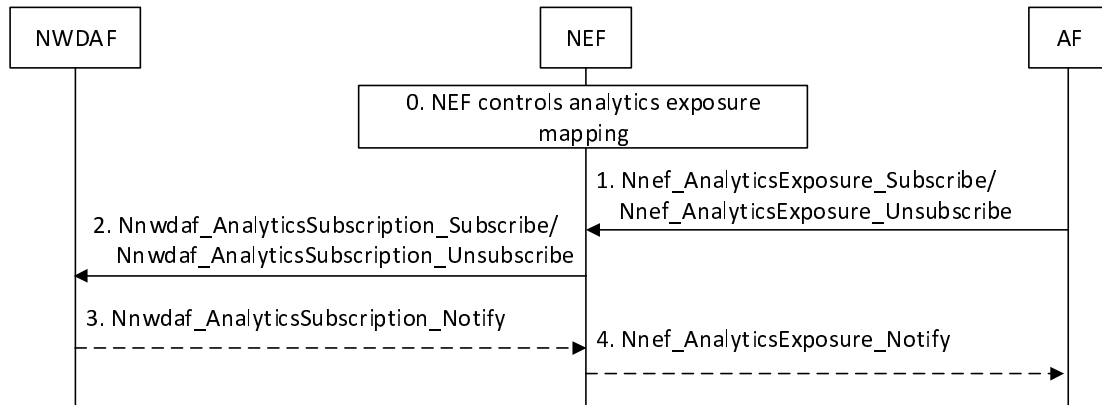 NWDAF
NEF
AF
0. NEF controls analytics exposure
mapping
1. Nnef_AnalyticsExposure_Subscribe/
Nnef_AnalyticsExposure_Unsubscribe
2. Nnwdaf_AnalyticsSubscription_Subscribe/
Nnwdaf_AnalyticsSubscription_Unsubscribe
3. Nnwdaf_AnalyticsSubscription_Notify
4. Nnef_AnalyticsExposure_Notify